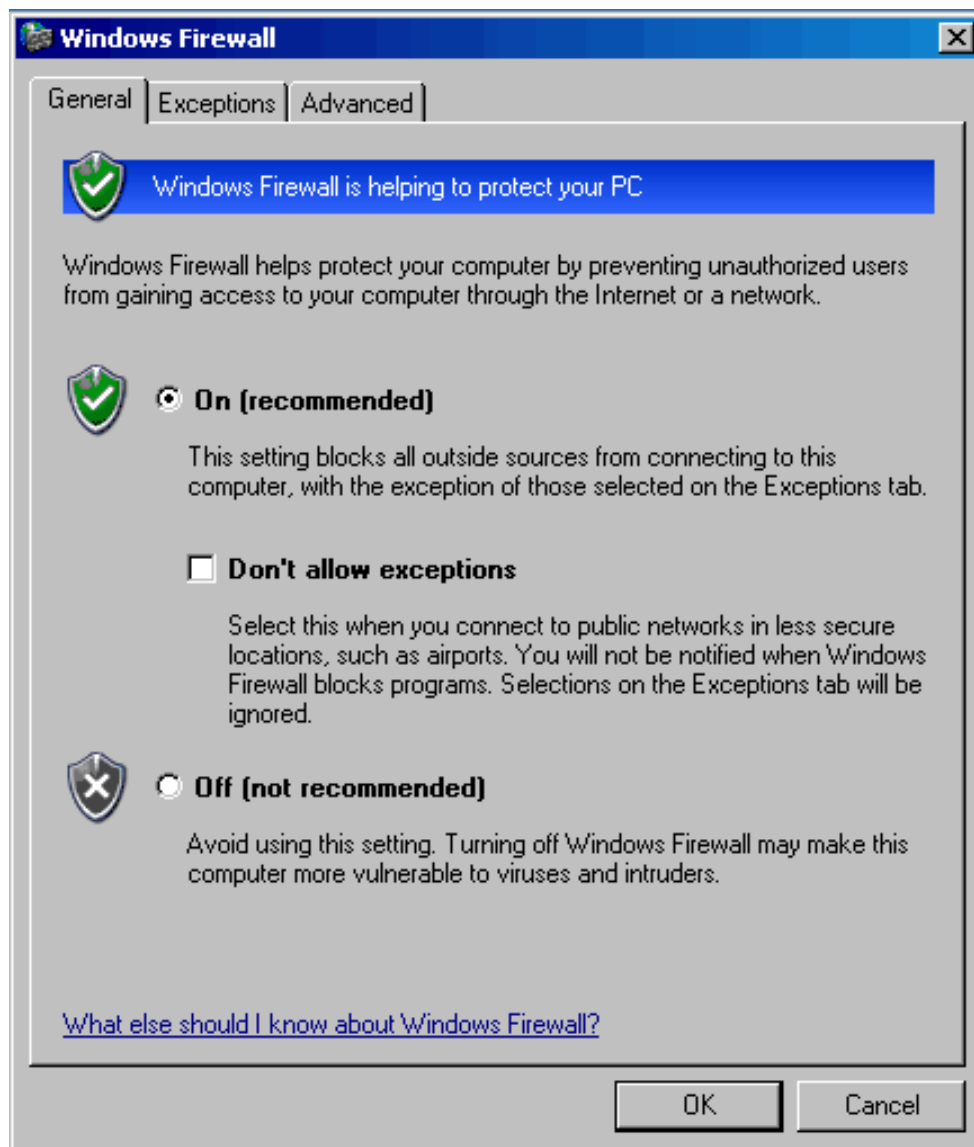 Windows Firewall
General Exceptions Advanced
Windows Firewall is helping to protect your PC
Windows Firewall helps protect your computer by preventing unauthorized users
from gaining access to your computer through the Internet or a network.
On (recommended)
This setting blocks all outside sources from connecting to this
computer, with the exception of those selected on the Exceptions tab.
Don't allow exceptions
Select this when you connect to public networks in less secure
locations, such as airports. You will not be notified when Windows
Firewall blocks programs. Selections on the Exceptions tab will be
ignored.
Off (not recommended)
Avoid using this setting. Turning off Windows Firewall may make this
computer more vulnerable to viruses and intruders.
What else should I know about Windows Firewall?
OK Cancel